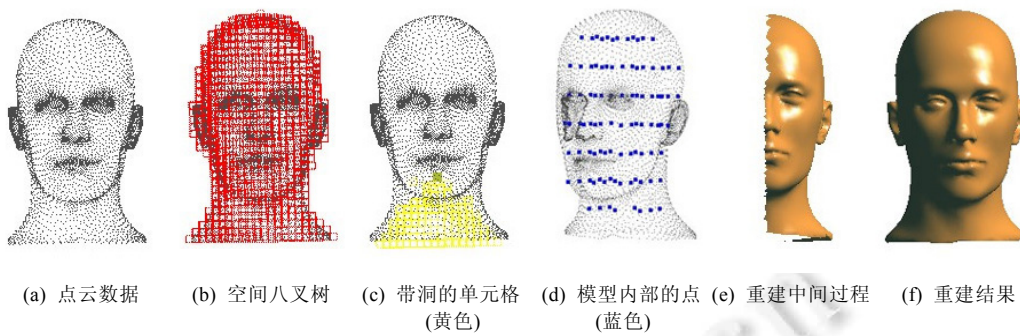 (a) 点云数据 (b) 空间八叉树 (c) 带洞的单元格 (d) 模型内部的点 (e) 重建中间过程 (f) 重建结果
(黄色) (蓝色)